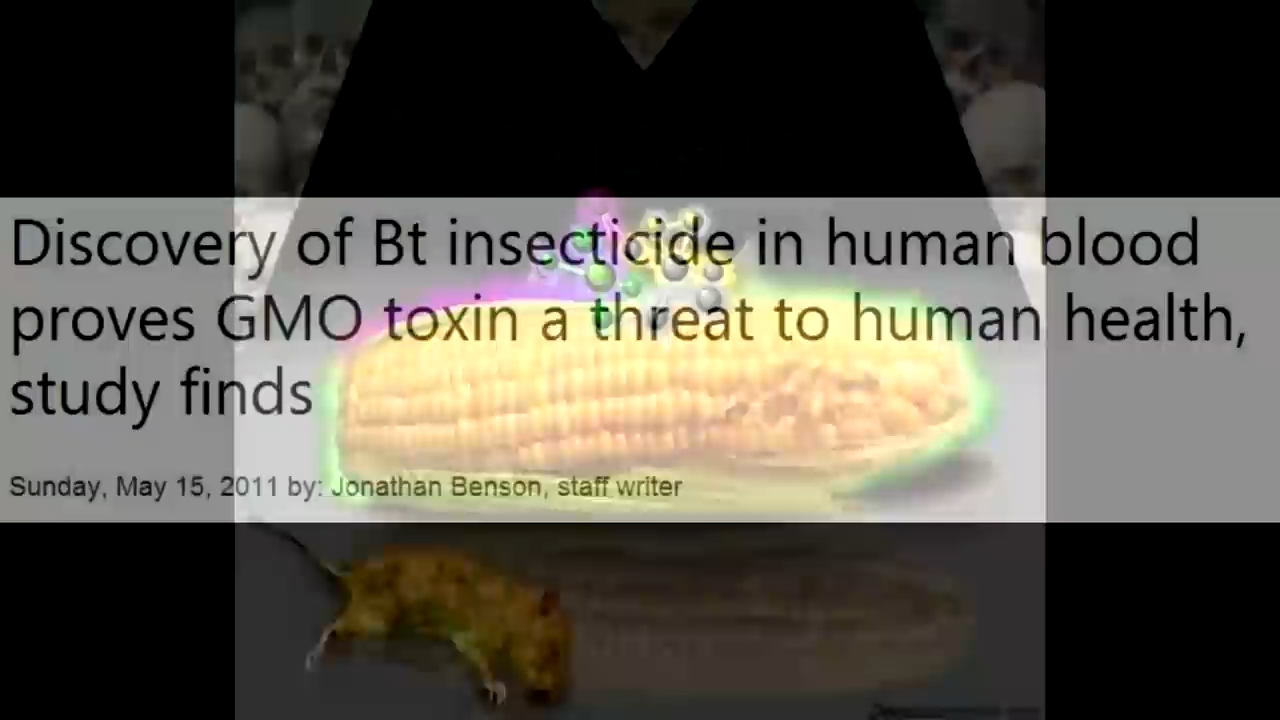 Discovery of Bt insecticide in human blood
proves GMO toxin a threat to human health,
study finds
Sunday, May 15, 2011 by: Jonathan Benson, staff writer